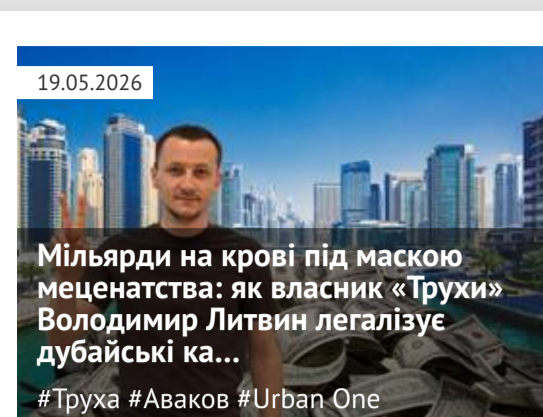 19.05.2026
Мільярди на крові під маскою
меценатства: як власник «Трухи»
Володимир Литвин легалізує
дубайські ка...
#Труха #Аваков #Urban One